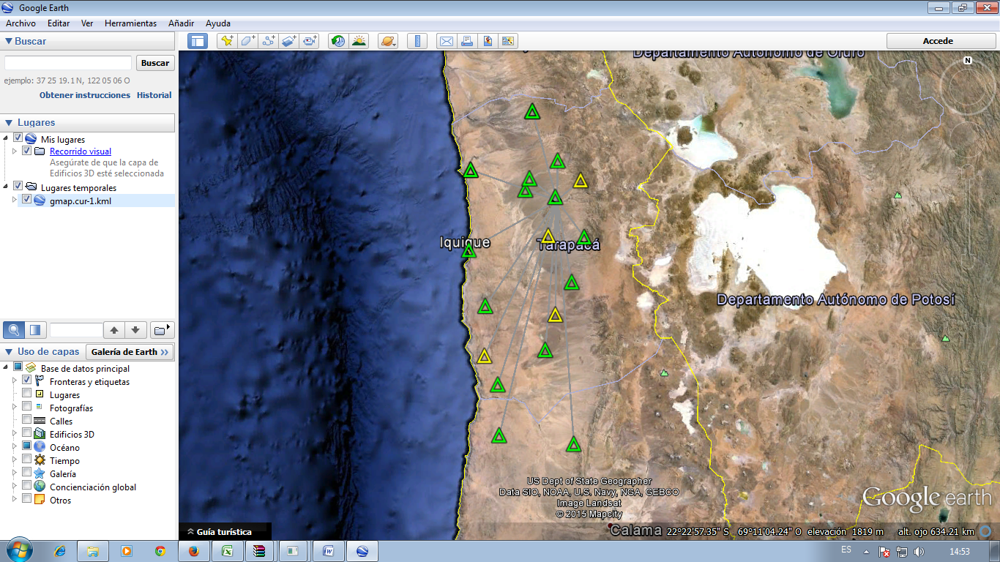 Google Earth
Archivo Editar Ver Herramientas Añadir Ayuda
Buscar
Buscar
ejemplo: 37 25 19.1 N, 122 05 06 O
Obtener instrucciones Historial
Lugares
Mis lugares
Recorrido visual
Asegúrate de que la capa de
Edificios 3D esté seleccionada
Lugares temporales
gmap.cur-1.kml
Uso de capas
Galería de Earth
Base de datos principal
Fronteras y etiquetas
Lugares
Fotografías
Calles
Edificios 3D
Océano
Tiempo
Galería
Concienciación global
Otros
Accede
Departamento Autónomo de Oruro
N
Iquique
Tarapacá
Departamento Autónomo de Potosí
US Dept of State Geographer
Data SIO, NOAA, U.S. Navy, NGA, GEBCO
Image Landsat
© 2015 Mapcity
Google earth
Guía turística
Calama
22°22'57.35" S 69°11'04.24" O elevación 1819 m alt. ojo 634.21 km
ES
14:53